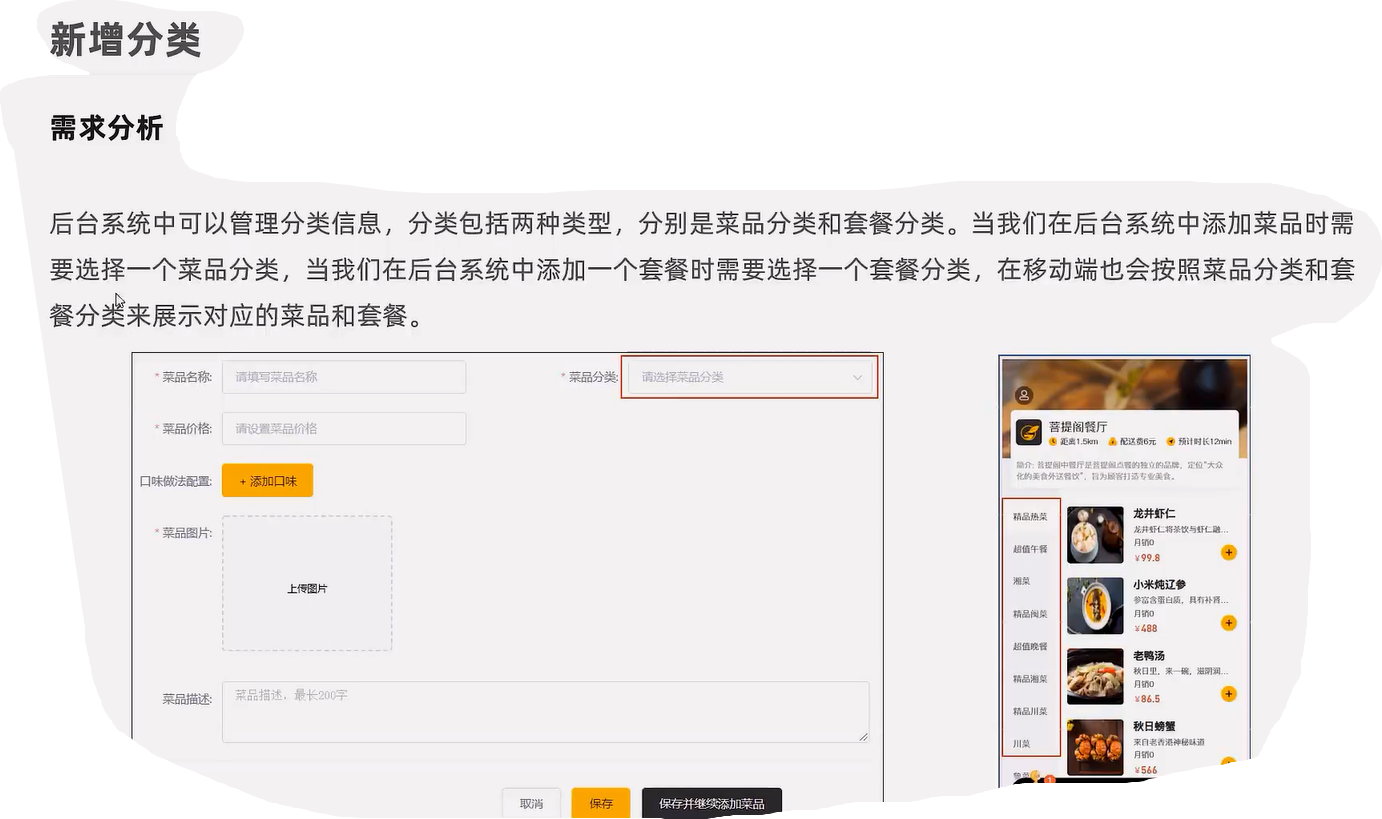 新增分类
需求分析
后台系统中可以管理分类信息，分类包括两种类型，分别是菜品分类和套餐分类。当我们在后台系统中添加菜品时需
要选择一个菜品分类，当我们在后台系统中添加一个套餐时需要选择一个套餐分类，在移动端也会按照菜品分类和套
餐分类来展示对应的菜品和套餐。
* 菜品名称: 请填写菜品名称
* 菜品分类: 请选择菜品分类
* 菜品价格: 请设置菜品价格
口味做法配置: + 添加口味
* 菜品图片:
上传图片
菜品描述: 菜品描述，最长200字
取消 保存 保存并继续添加菜品
菩提阁餐厅
距离1.5km 配送费6元 预计时长12min
简介: 菩提阁中餐厅是菩提阁点餐的独立的品牌，定位“大众
化的美食外送餐饮”，旨为顾客打造专业美食。
精品热菜
超值午餐
湘菜
精品闽菜
超值晚餐
精品湘菜
精品川菜
川菜
龙井虾仁
龙井虾仁将茶饮与虾仁融...
月销0
¥99.8
小米炖辽参
参富含蛋白质，具有补肾...
月销0
¥488
老鸭汤
秋日里，来一碗，滋阴润...
月销0
¥86.5
秋日螃蟹
来自老香港神秘味道
月销0
¥566